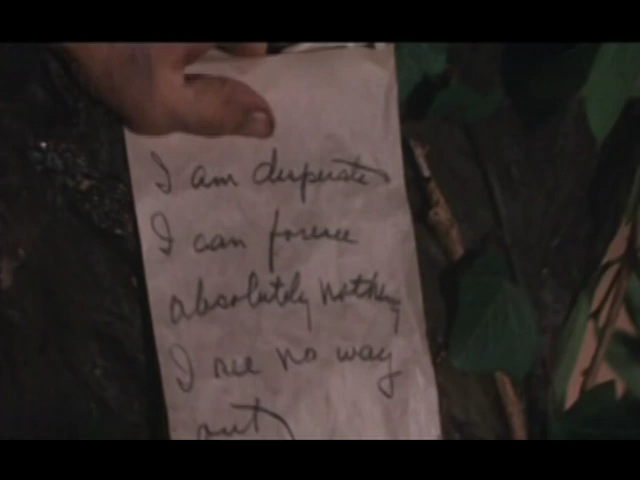 I am desperate
I can foresee
absolutely nothing
I see no way
out